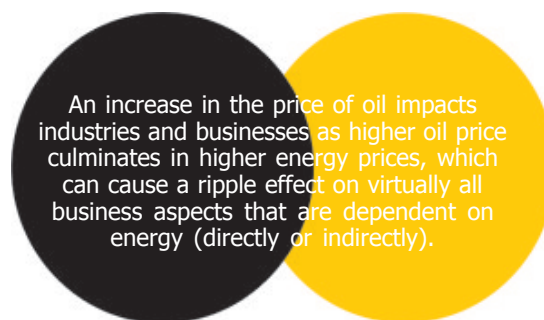 An increase in the price of oil impacts
industries and businesses as higher oil price
culminates in higher energy prices, which
can cause a ripple effect on virtually all
business aspects that are dependent on
energy (directly or indirectly).